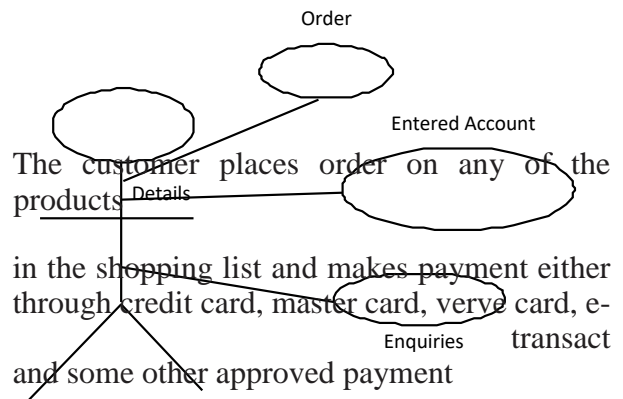 Order
Entered Account
The customer places order on any of the
products Details
in the shopping list and makes payment either
through credit card, master card, verve card, e-
Enquiries transact
and some other approved payment